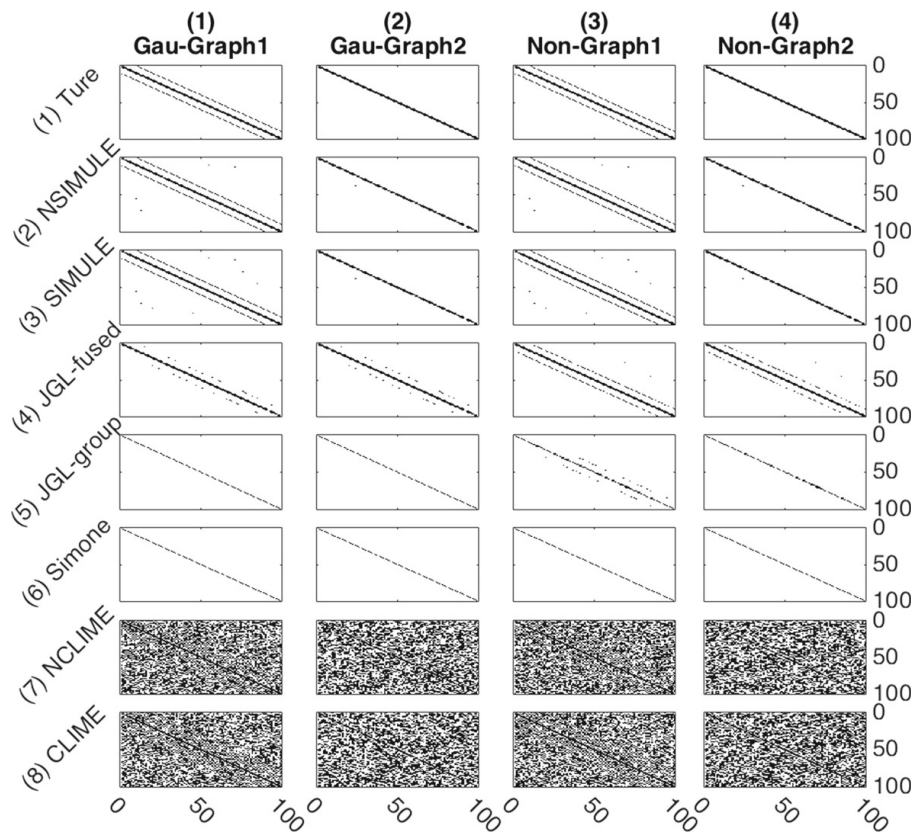 (1) (2) (3) (4)
Gau-Graph1 Gau-Graph2 Non-Graph1 Non-Graph2
(1) Ture
0
50
100
(2) NSIMULE
0
50
100
(3) SIMULE
0
50
100
(4) JGL-fused
0
50
100
(5) JGL-group
0
50
100
(6) Simone
0
50
100
(7) NCLIME
0
50
100
(8) CLIME
0
50
100
0 50 100 0 50 100 0 50 100 0 50 100